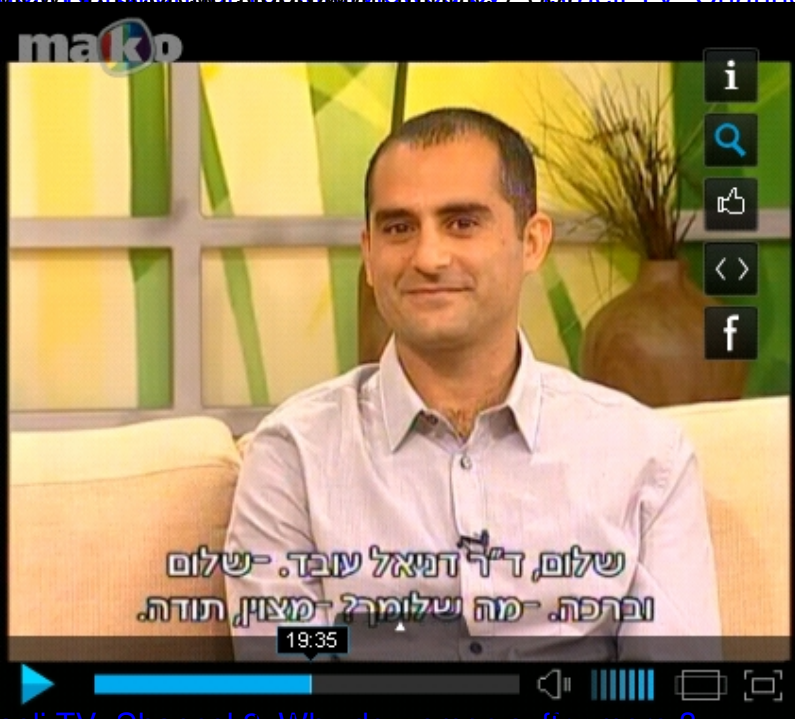 mako
i
f
שלום, ד"ר דניאל עובד. -שלום
וברכה. -מה שלומך? -מצוין, תודה.
19:35